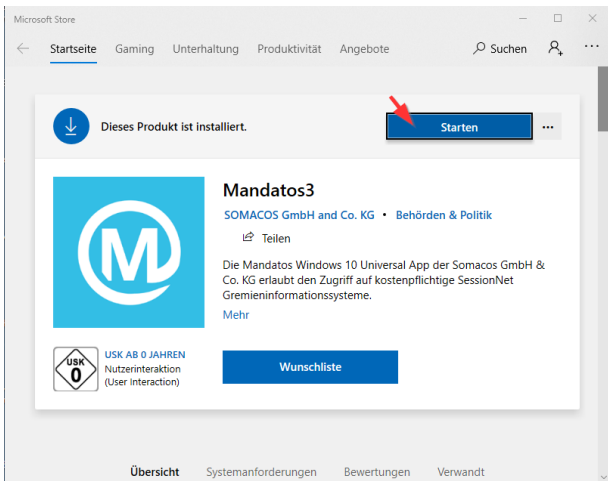 Microsoft Store
Startseite Gaming Unterhaltung Produktivität Angebote Suchen
Dieses Produkt ist installiert.
Starten
Mandatos3
SOMACOS GmbH and Co. KG • Behörden & Politik
Teilen
Die Mandatos Windows 10 Universal App der Somacos GmbH &
Co. KG erlaubt den Zugriff auf kostenpflichtige SessionNet
Gremieninformationssysteme.
Mehr
M
USK
0
USK AB 0 JAHREN
Nutzerinteraktion
(User Interaction)
Wunschliste
Übersicht Systemanforderungen Bewertungen Verwandt